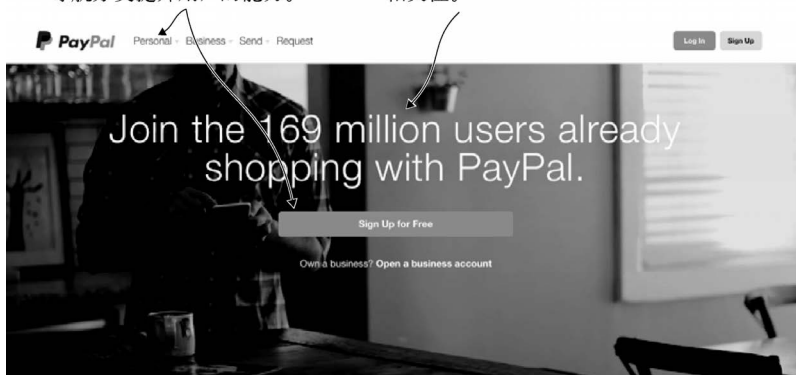 PayPal Personal Business Send Request Log In Sign Up
Join the 169 million users already
shopping with PayPal.
Sign Up for Free
Own a business? Open a business account